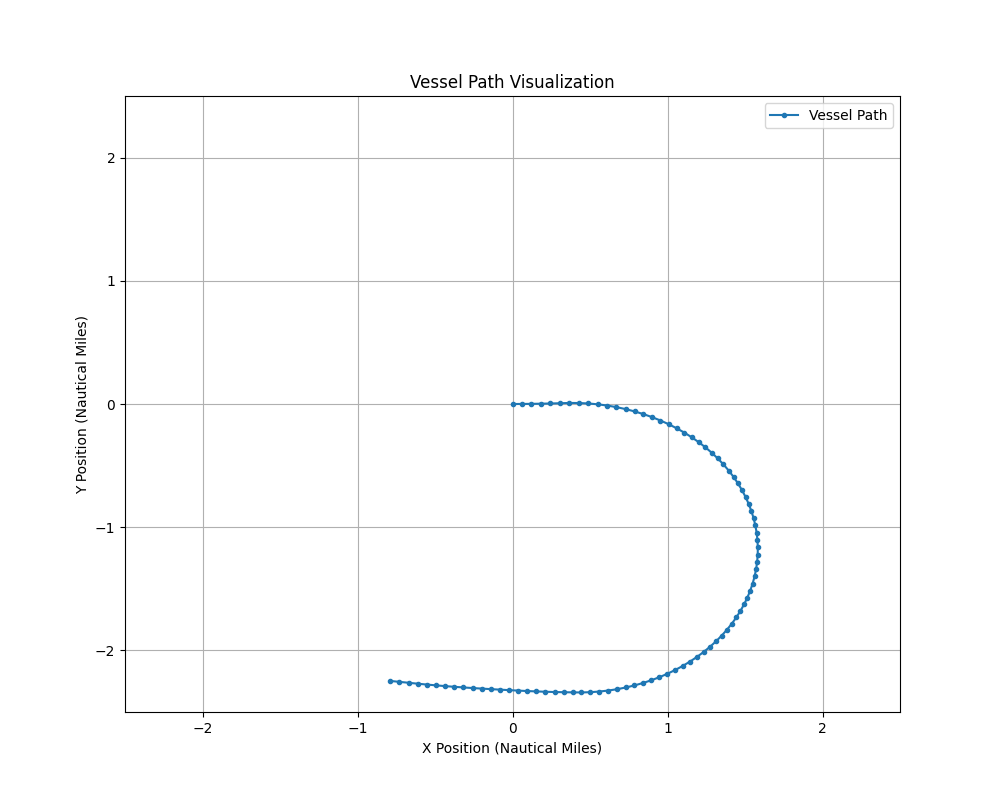 Vessel Path Visualization
Vessel Path
2
1
0
−1
−2
Y Position (Nautical Miles)
−2
−1
0
1
2
X Position (Nautical Miles)